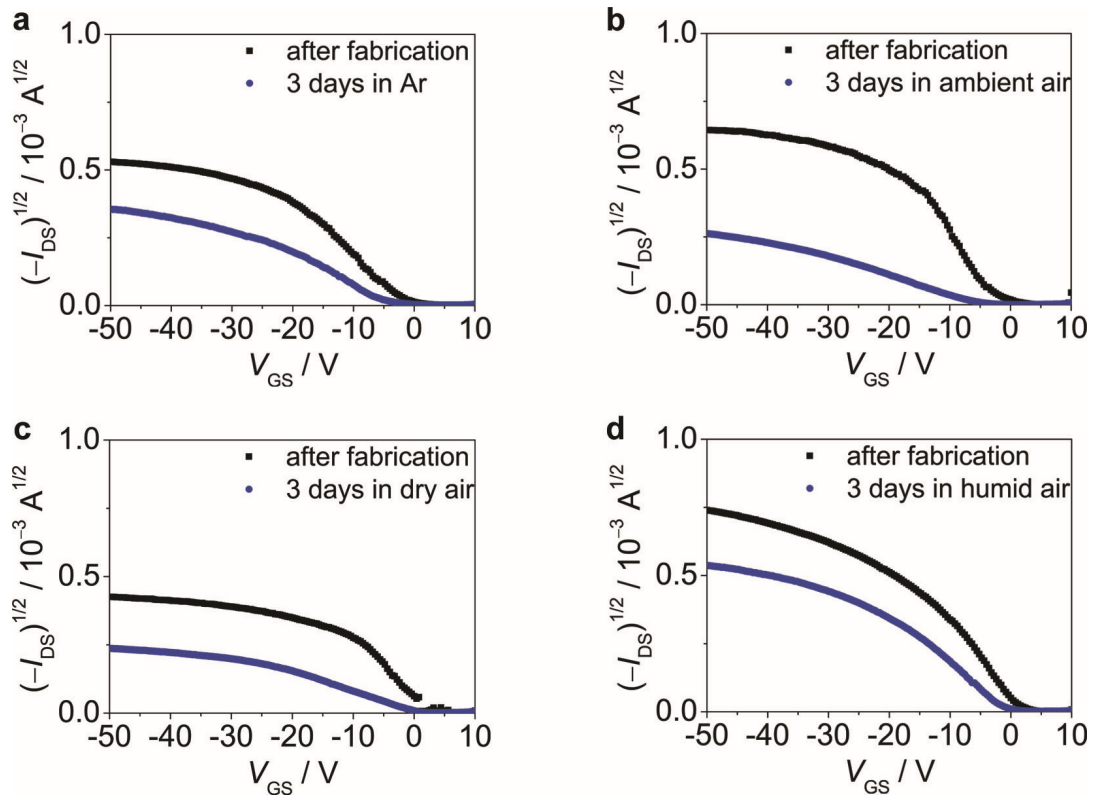 a
1.0
after fabrication
3 days in Ar
0.5
0.0
(–I_DS)^1/2 / 10^–3 A^1/2
-50 -40 -30 -20 -10 0 10
V_GS / V
b
1.0
after fabrication
3 days in ambient air
0.5
0.0
(–I_DS)^1/2 / 10^–3 A^1/2
-50 -40 -30 -20 -10 0 10
V_GS / V
c
1.0
after fabrication
3 days in dry air
0.5
0.0
(–I_DS)^1/2 / 10^–3 A^1/2
-50 -40 -30 -20 -10 0 10
V_GS / V
d
1.0
after fabrication
3 days in humid air
0.5
0.0
(–I_DS)^1/2 / 10^–3 A^1/2
-50 -40 -30 -20 -10 0 10
V_GS / V